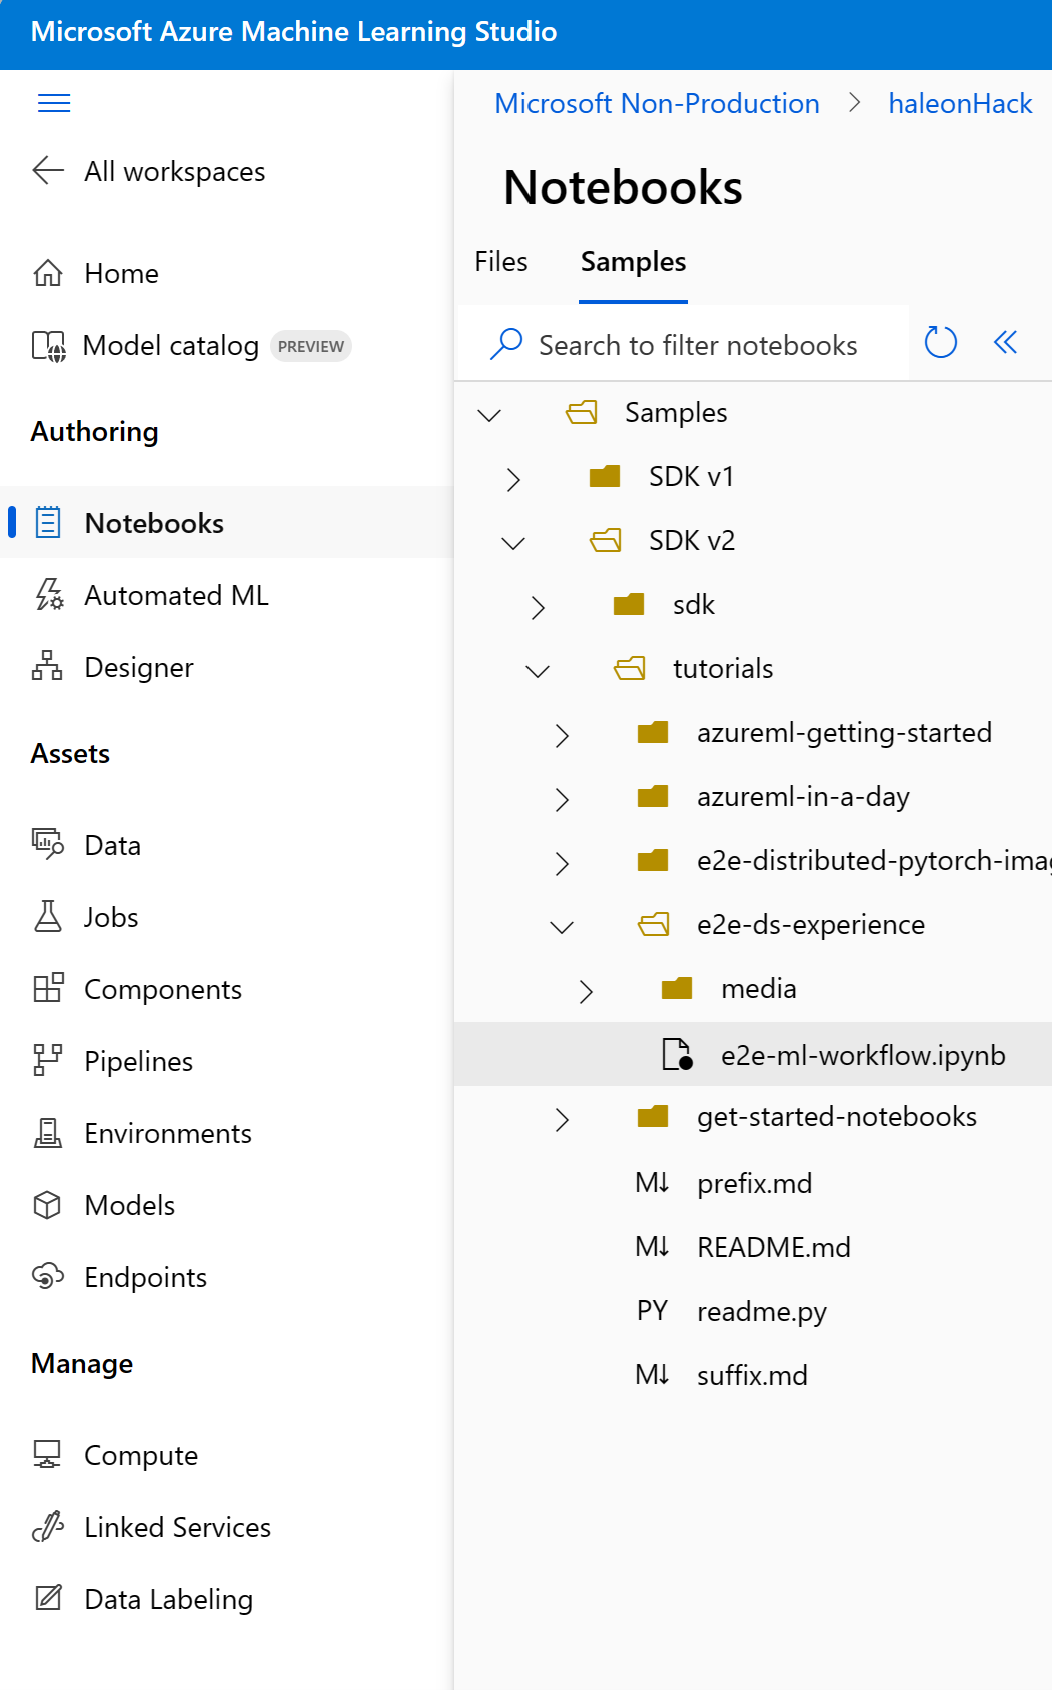 Microsoft Azure Machine Learning Studio
All workspaces
Home
Model catalog PREVIEW
Authoring
Notebooks
Automated ML
Designer
Assets
Data
Jobs
Components
Pipelines
Environments
Models
Endpoints
Manage
Compute
Linked Services
Data Labeling
Microsoft Non-Production > haleonHack
Notebooks
Files Samples
Search to filter notebooks
Samples
SDK v1
SDK v2
sdk
tutorials
azureml-getting-started
azureml-in-a-day
e2e-distributed-pytorch-imag
e2e-ds-experience
media
e2e-ml-workflow.ipynb
get-started-notebooks
M↓ prefix.md
M↓ README.md
PY readme.py
M↓ suffix.md